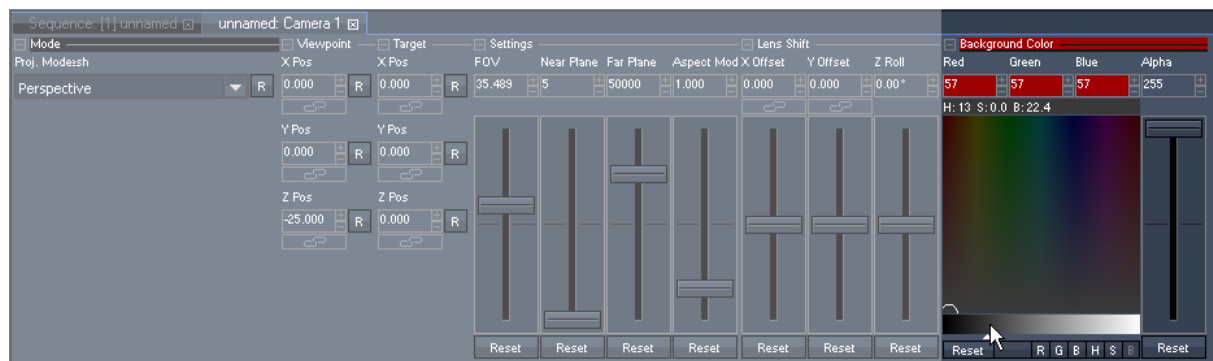 Sequence: [1] unnamed unnamed: Camera 1
Mode Viewpoint Target Settings Lens Shift Background Color
Proj. Modesh X Pos X Pos FOV Near Plane Far Plane Aspect Mod X Offset Y Offset Z Roll Red Green Blue Alpha
Perspective R 0.000 R 0.000 R 35.489 5 50000 1.000 0.000 0.000 0.00° 57 57 57 255
H: 13 S: 0.0 B: 22.4
Y Pos Y Pos
0.000 R 0.000 R
Z Pos Z Pos
-25.000 R 0.000 R
Reset Reset Reset Reset Reset Reset Reset Reset R G B H S B Reset